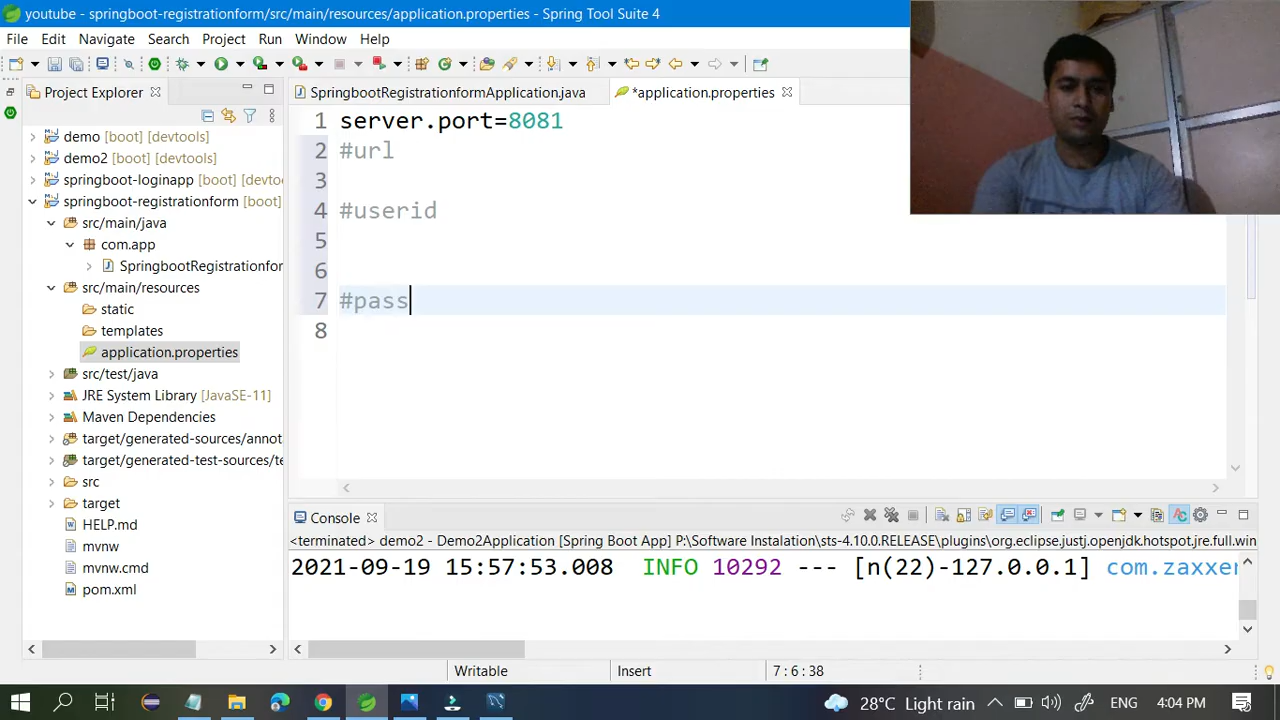 youtube - springboot-registrationform/src/main/resources/application.properties - Spring Tool Suite 4
File Edit Navigate Search Project Run Window Help
Project Explorer
demo [boot] [devtools]
demo2 [boot] [devtools]
springboot-loginapp [boot] [devto
springboot-registrationform [boot]
src/main/java
com.app
SpringbootRegistrationfor
src/main/resources
static
templates
application.properties
src/test/java
JRE System Library [JavaSE-11]
Maven Dependencies
target/generated-sources/annot
target/generated-test-sources/te
src
target
HELP.md
mvnw
mvnw.cmd
pom.xml
SpringbootRegistrationformApplication.java *application.properties
1 server.port=8081
2 #url
3
4 #userid
5
6
7 #pass
8
Console
<terminated> demo2 - Demo2Application [Spring Boot App] P:\Software Instalation\sts-4.10.0.RELEASE\plugins\org.eclipse.justj.openjdk.hotspot.jre.full.win
2021-09-19 15:57:53.008 INFO 10292 --- [n(22)-127.0.0.1] com.zaxxer
Writable Insert 7:6:38
28°C Light rain ENG 4:04 PM